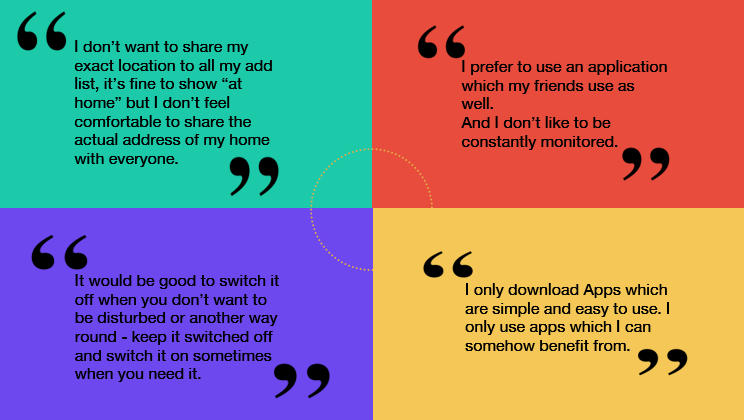 I don’t want to share my
exact location to all my add
list, it’s fine to show “at
home” but I don’t feel
comfortable to share the
actual address of my home
with everyone.
I prefer to use an application
which my friends use as
well.
And I don’t like to be
constantly monitored.
It would be good to switch it
off when you don’t want to
be disturbed or another way
round - keep it switched off
and switch it on sometimes
when you need it.
I only download Apps which
are simple and easy to use. I
only use apps which I can
somehow benefit from.